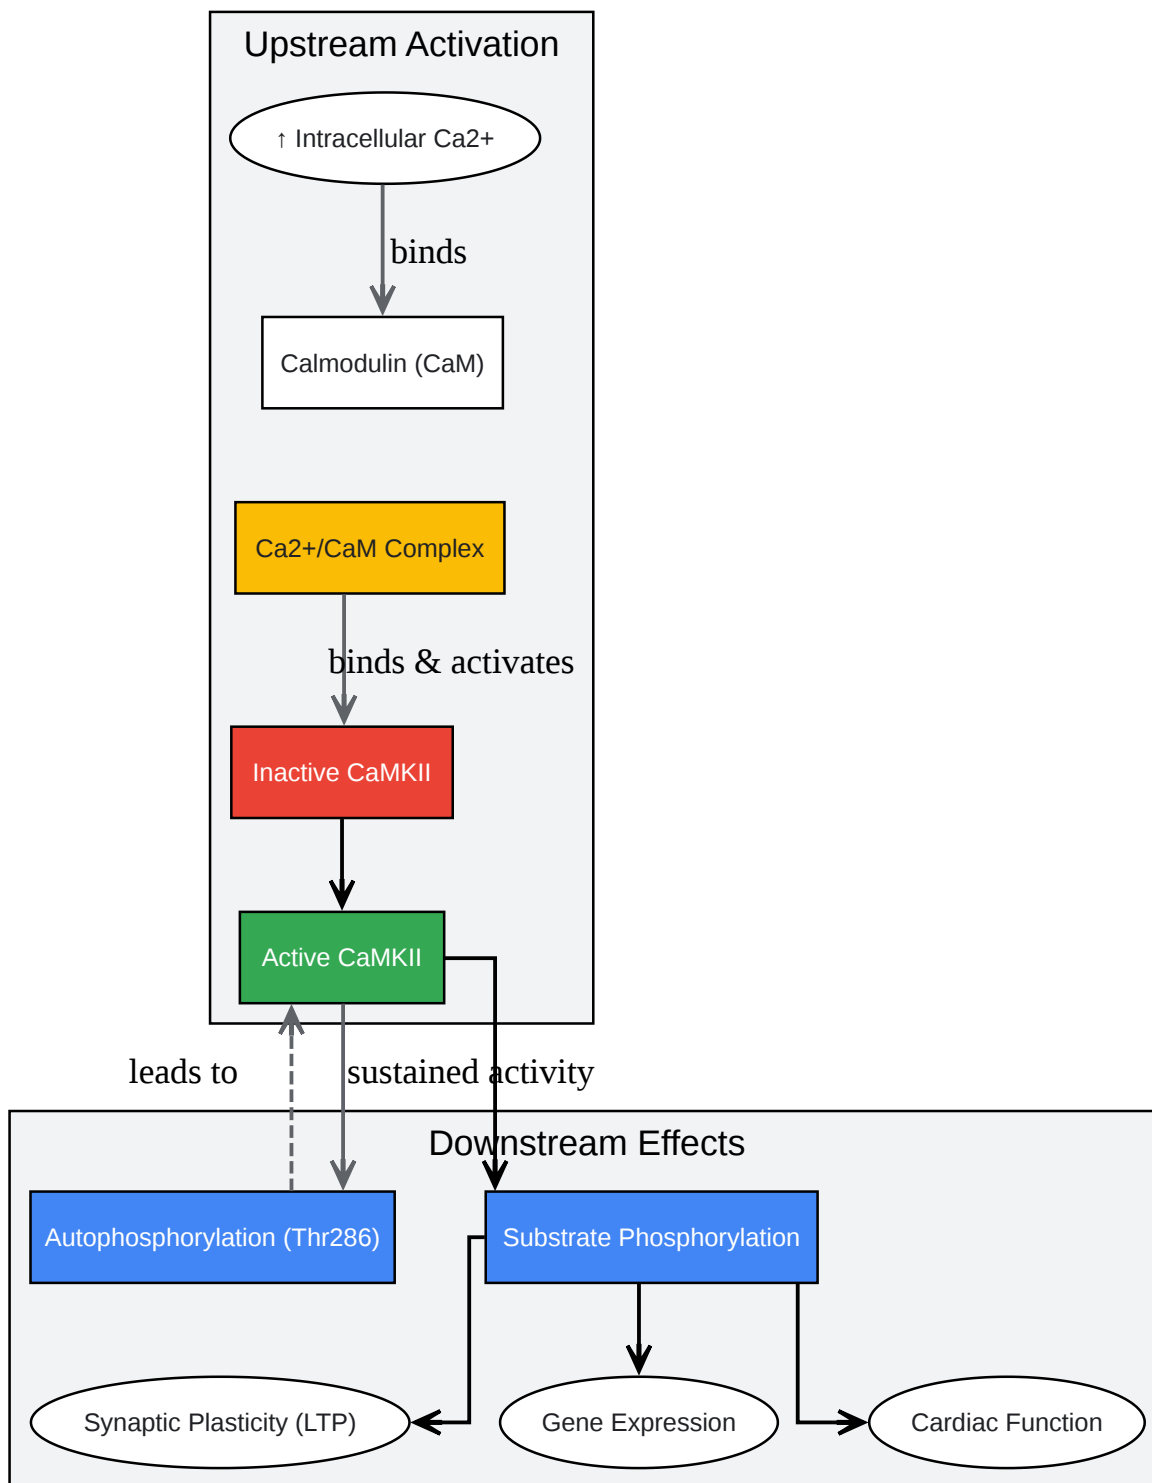 Upstream Activation
↑ Intracellular Ca2+
binds
Calmodulin (CaM)
Ca2+/CaM Complex
binds & activates
Inactive CaMKII
Active CaMKII
leads to
sustained activity
Downstream Effects
Autophosphorylation (Thr286)
Substrate Phosphorylation
Synaptic Plasticity (LTP)
Gene Expression
Cardiac Function